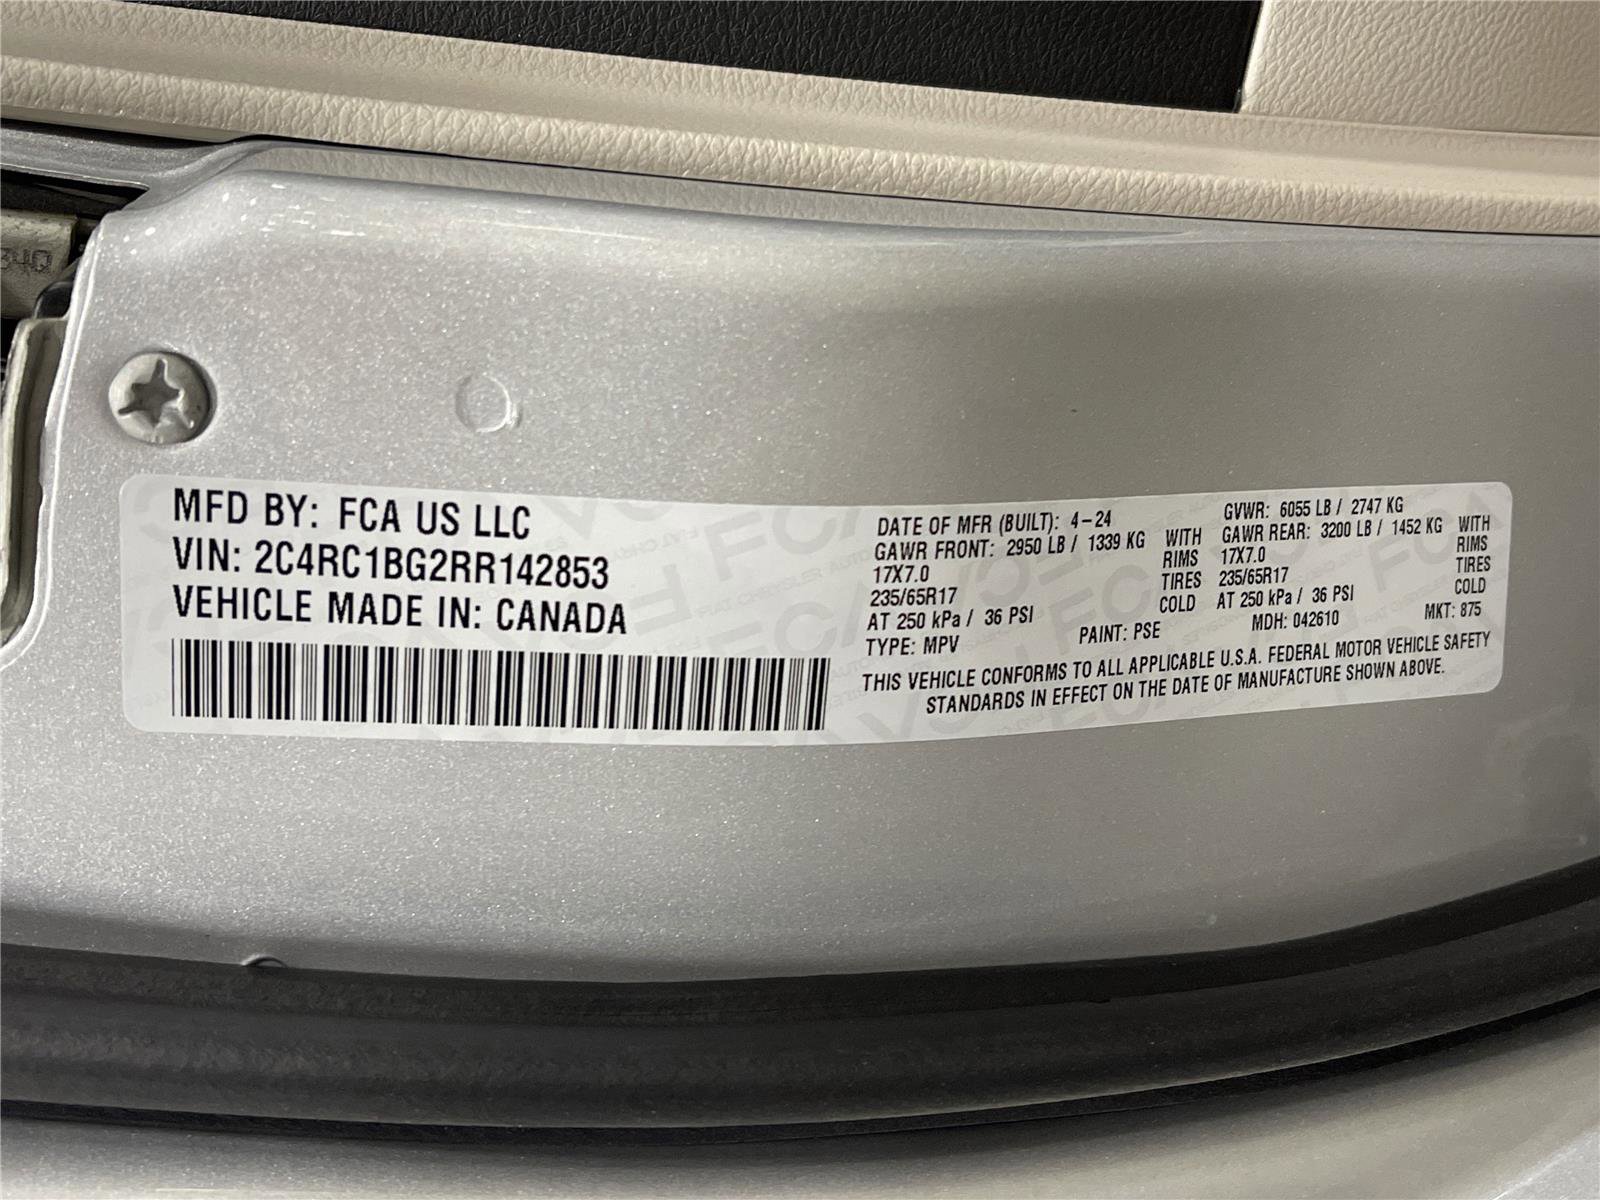 MFD BY: FCA US LLC
VIN: 2C4RC1BG2RR142853
VEHICLE MADE IN: CANADA
DATE OF MFR (BUILT): 4-24 GVWR: 6055 LB / 2747 KG
GAWR FRONT: 2950 LB / 1339 KG WITH GAWR REAR: 3200 LB / 1452 KG WITH
17X7.0 RIMS 17X7.0 RIMS
235/65R17 TIRES 235/65R17 TIRES
AT 250 kPa / 36 PSI COLD AT 250 kPa / 36 PSI COLD
TYPE: MPV PAINT: PSE MDH: 042610 MKT: 875
THIS VEHICLE CONFORMS TO ALL APPLICABLE U.S.A. FEDERAL MOTOR VEHICLE SAFETY
STANDARDS IN EFFECT ON THE DATE OF MANUFACTURE SHOWN ABOVE.